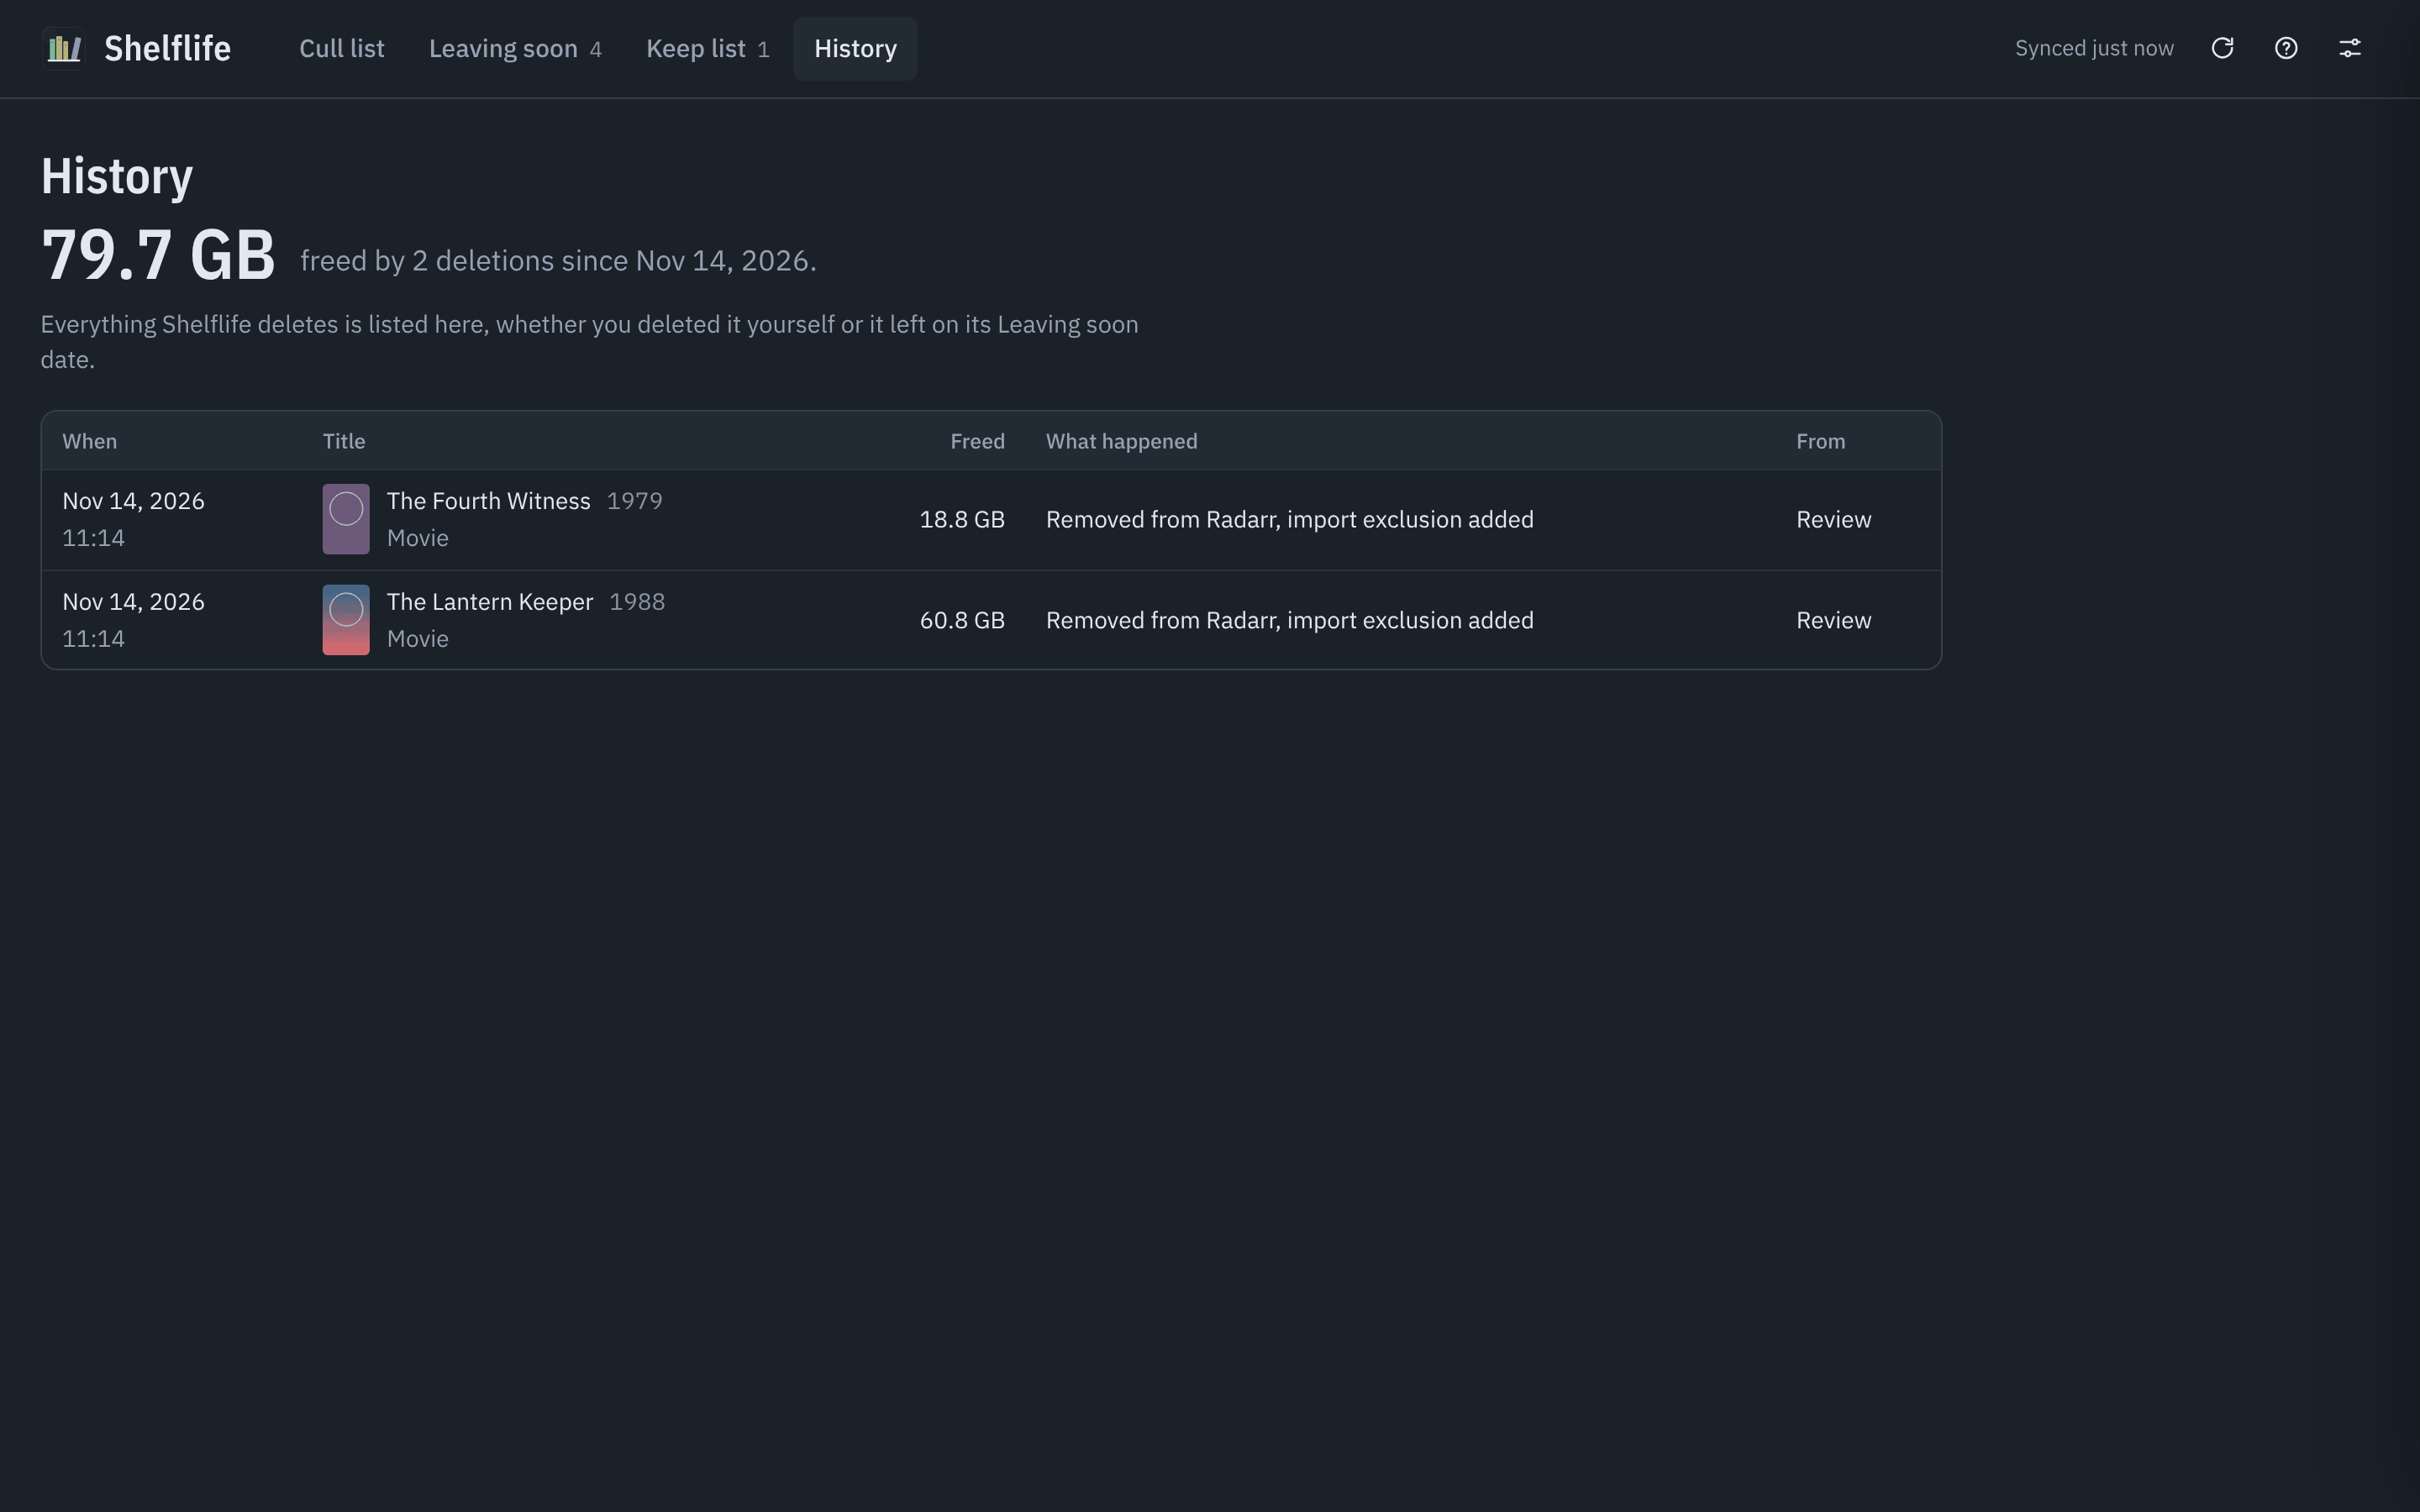 Shelflife Cull list Leaving soon 4 Keep list 1 History Synced just now
History
79.7 GB freed by 2 deletions since Nov 14, 2026.
Everything Shelflife deletes is listed here, whether you deleted it yourself or it left on its Leaving soon
date.
When Title Freed What happened From
Nov 14, 2026 The Fourth Witness 1979 18.8 GB Removed from Radarr, import exclusion added Review
11:14 Movie
Nov 14, 2026 The Lantern Keeper 1988 60.8 GB Removed from Radarr, import exclusion added Review
11:14 Movie